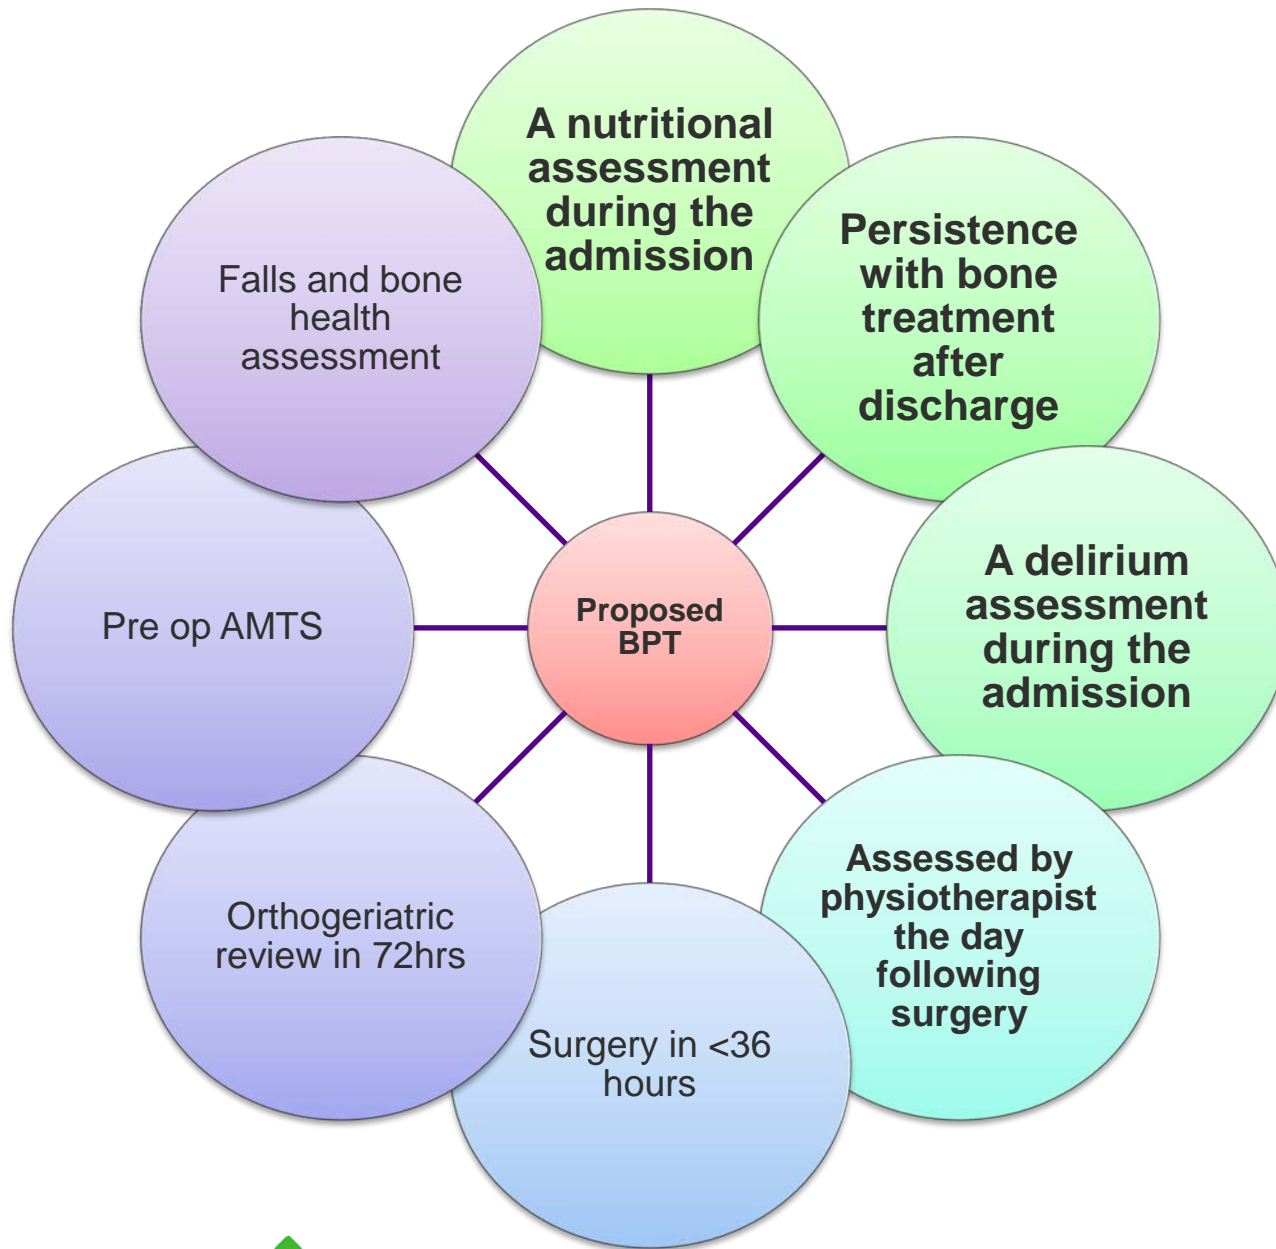 A nutritional
assessment
during the
admission
Persistence
with bone
treatment
after
discharge
A delirium
assessment
during the
admission
Assessed by
physiotherapist
the day
following
surgery
Surgery in <36
hours
Orthogeriatric
review in 72hrs
Pre op AMTS
Falls and bone
health
assessment
Proposed
BPT